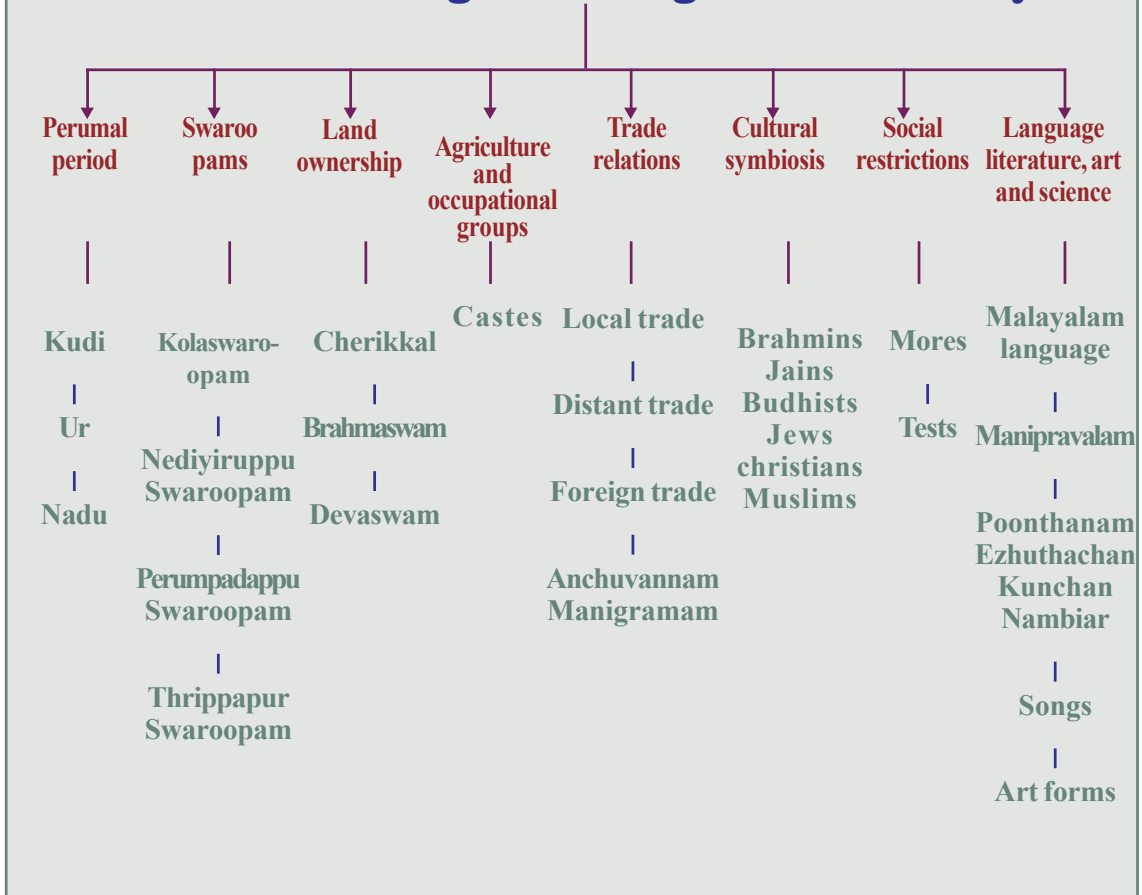 Perumal
period
Swaroo
pams
Land
ownership
Agriculture
and
occupational
groups
Trade
relations
Cultural
symbiosis
Social
restrictions
Language
literature, art
and science
Kudi
Ur
Nadu
Kolaswaro-
opam
Nediyiruppu
Swaroopam
Perumpadappu
Swaroopam
Thrippapur
Swaroopam
Cherikkal
Brahmaswam
Devaswam
Castes
Local trade
Distant trade
Foreign trade
Anchuvannam
Manigramam
Brahmins
Jains
Budhists
Jews
christians
Muslims
Mores
Tests
Malayalam
language
Manipravalam
Poonthanam
Ezhuthachan
Kunchan
Nambiar
Songs
Art forms